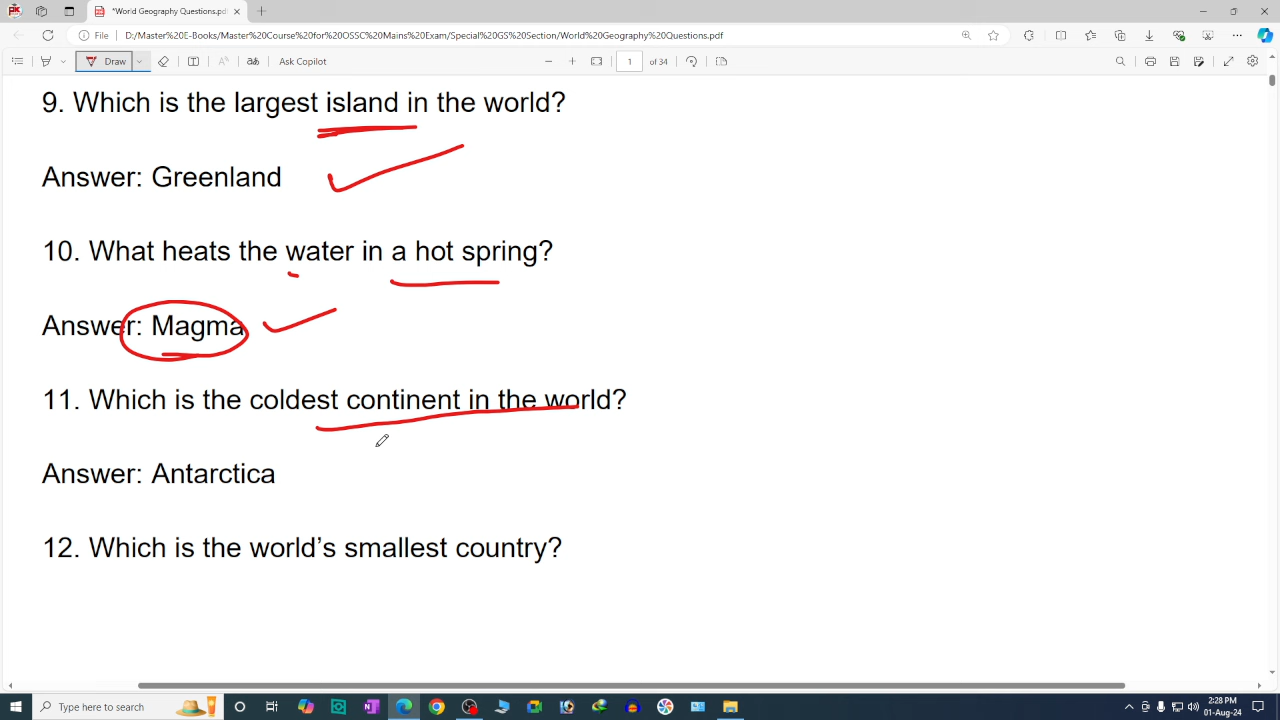 *World Geography Questions.pdf
File
D:/Master%20E-Books/Master%20Course%20for%20OSSC%20Mains%20Exam/Special%20GS%20Section/World%20Geography%20Questions.pdf
Draw
Ask Copilot
1 of 34
9. Which is the largest island in the world?
Answer: Greenland
10. What heats the water in a hot spring?
Answer: Magma
11. Which is the coldest continent in the world?
Answer: Antarctica
12. Which is the world’s smallest country?
Type here to search
2:28 PM
01-Aug-24